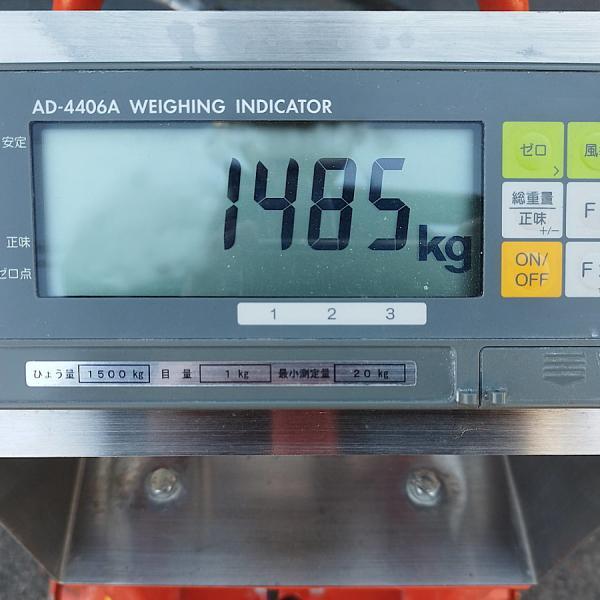 AD-4406A WEIGHING INDICATOR
安定
1485 kg
正味
ゼロ点
ゼロ
総重量
正味 +/-
F
ON/
OFF
F
1 2 3
ひょう量 1500 kg 目量 1 kg 最小測定量 20 kg